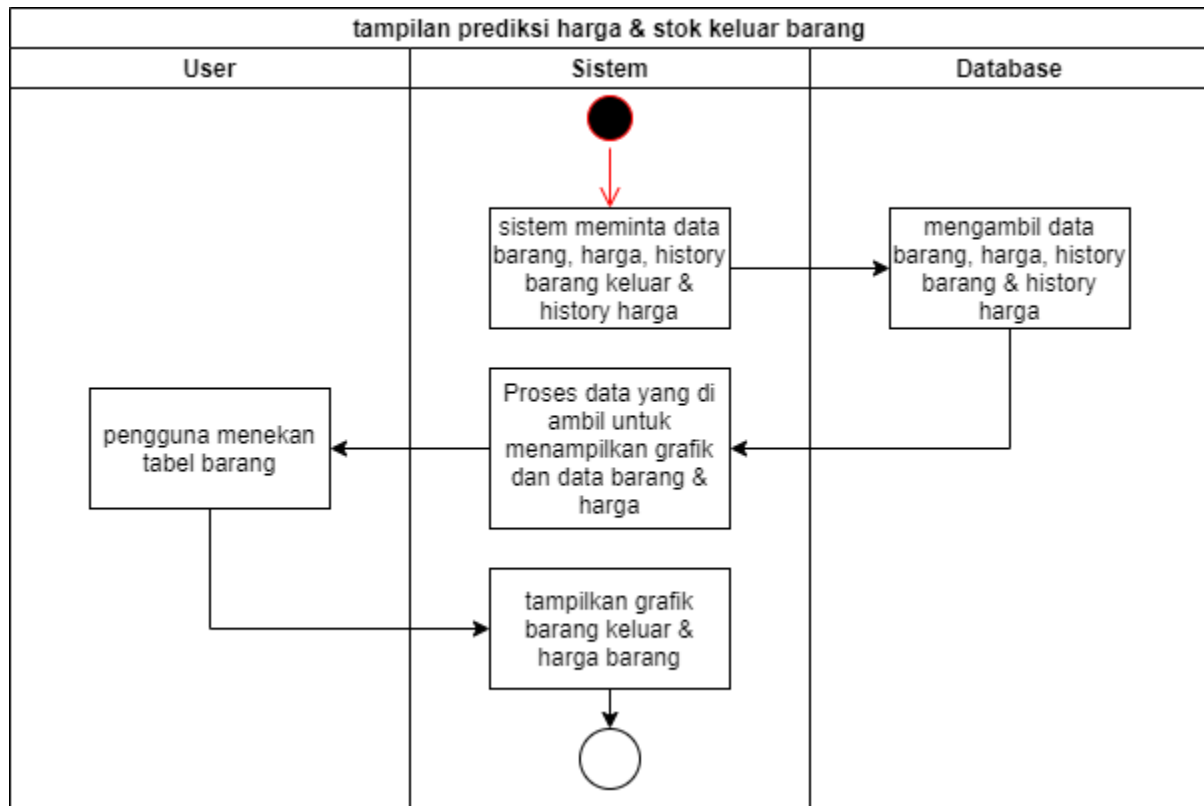 tampilan prediksi harga & stok keluar barang
User
Sistem
Database
sistem meminta data
barang, harga, history
barang keluar &
history harga
mengambil data
barang, harga, history
barang & history
harga
Proses data yang di
ambil untuk
menampilkan grafik
dan data barang &
harga
pengguna menekan
tabel barang
tampilkan grafik
barang keluar &
harga barang